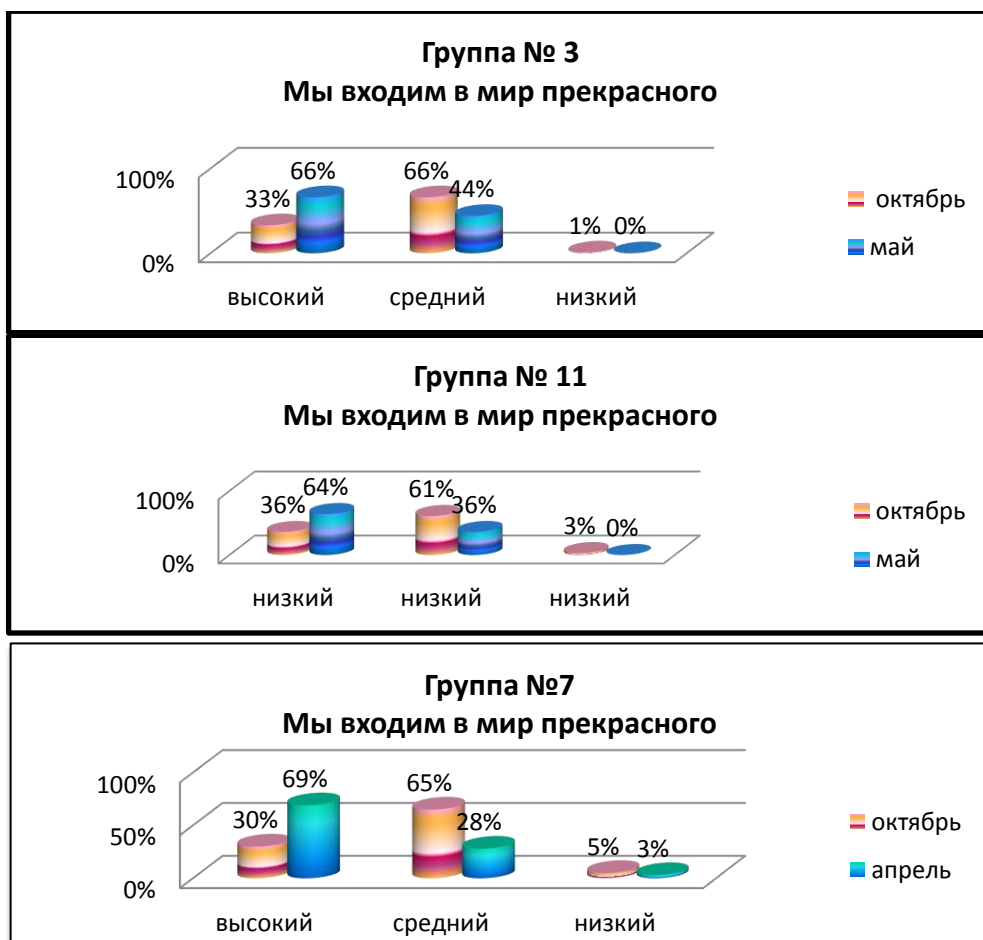 Группа № 3
Мы входим в мир прекрасного
100%
0%
33%
66%
66%
44%
1%
0%
высокий
средний
низкий
октябрь
май
Группа № 11
Мы входим в мир прекрасного
100%
0%
36%
64%
61%
36%
3%
0%
низкий
низкий
низкий
октябрь
май
Группа №7
Мы входим в мир прекрасного
100%
50%
0%
30%
69%
65%
28%
5%
3%
высокий
средний
низкий
октябрь
апрель